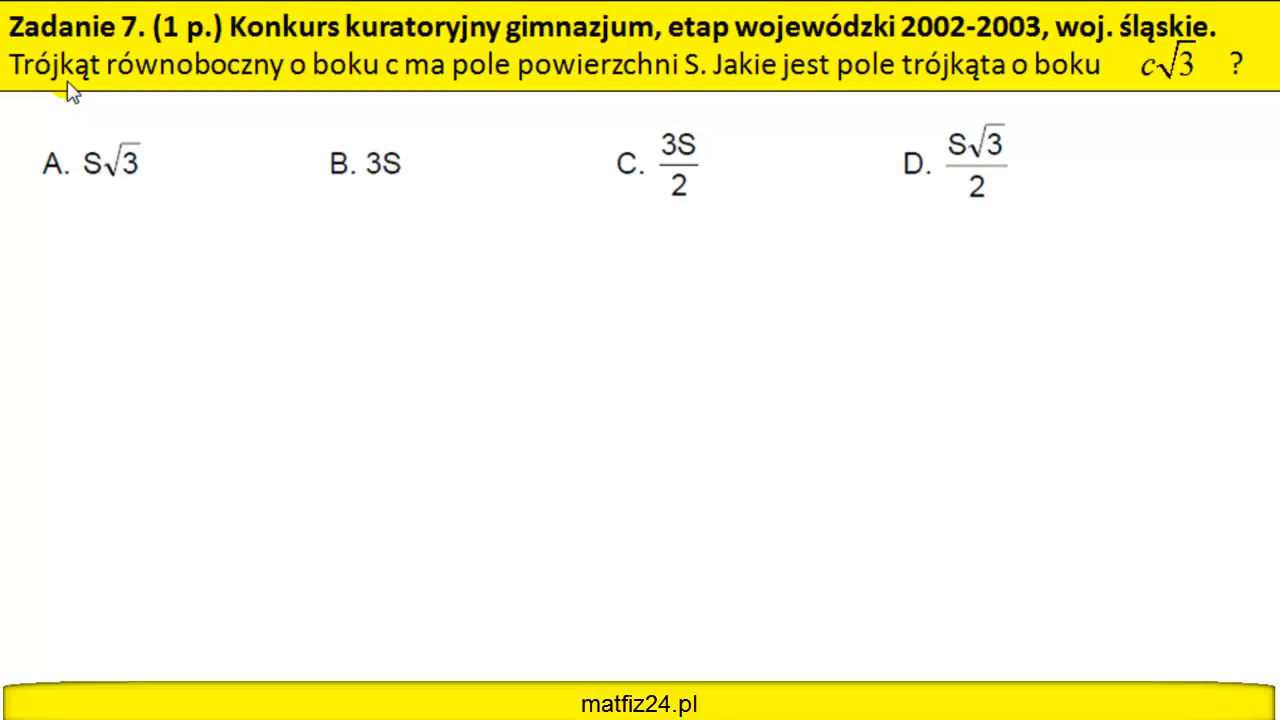 Zadanie 7. (1 p.) Konkurs kuratoryjny gimnazjum, etap wojewódzki 2002-2003, woj. śląskie.
Trójkąt równoboczny o boku c ma pole powierzchni S. Jakie jest pole trójkąta o boku c√3 ?
A. S√3 B. 3S C. 3S/2 D. S√3/2
matfiz24.pl